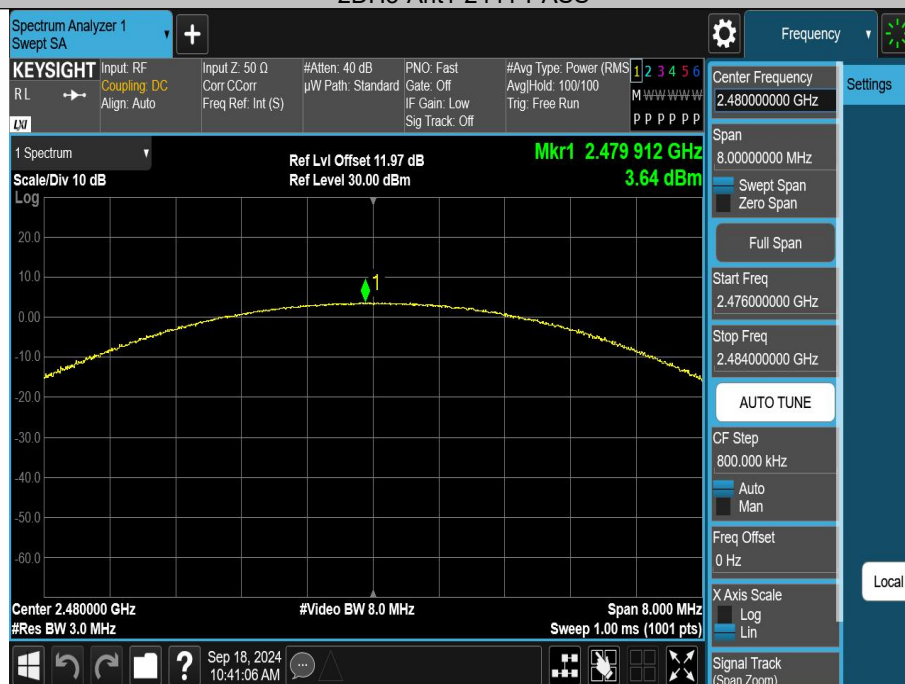 Spectrum Analyzer 1
Swept SA
Frequency
KEYSIGHT
RL
LXI
Input: RF
Coupling: DC
Align: Auto
Input Z: 50 Ω
Corr CCorr
Freq Ref: Int (S)
#Atten: 40 dB
µW Path: Standard
PNO: Fast
Gate: Off
IF Gain: Low
Sig Track: Off
#Avg Type: Power (RMS
Avg|Hold: 100/100
Trig: Free Run
1 2 3 4 5 6
M W W W W W
P P P P P P
Center Frequency
2.480000000 GHz
Settings
Span
8.00000000 MHz
Swept Span
Zero Span
Full Span
Start Freq
2.476000000 GHz
Stop Freq
2.484000000 GHz
AUTO TUNE
CF Step
800.000 kHz
Auto
Man
Freq Offset
0 Hz
X Axis Scale
Log
Lin
Signal Track
(Span Zoom)
Local
1 Spectrum
Scale/Div 10 dB
Log
Ref Lvl Offset 11.97 dB
Ref Level 30.00 dBm
Mkr1 2.479 912 GHz
3.64 dBm
20.0
10.0
1
0.00
-10.0
-20.0
-30.0
-40.0
-50.0
-60.0
Center 2.480000 GHz
#Res BW 3.0 MHz
#Video BW 8.0 MHz
Span 8.000 MHz
Sweep 1.00 ms (1001 pts)
?
Sep 18, 2024
10:41:06 AM